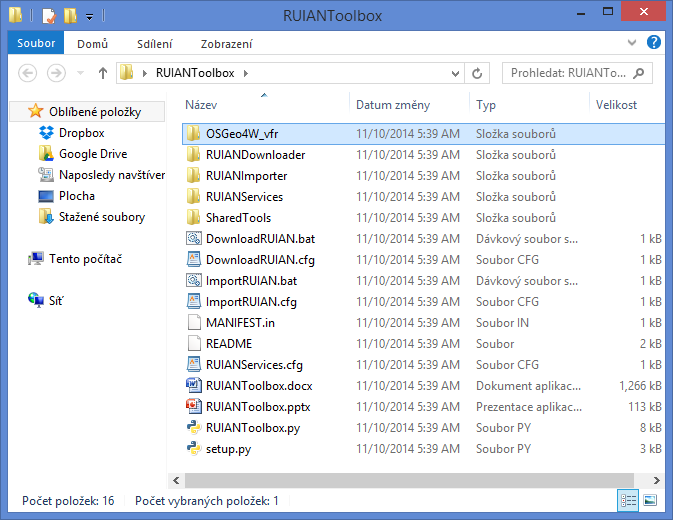 RUIANToolbox
Soubor Domů Sdílení Zobrazení
RUIANToolbox Prohledat: RUIANTo...
Název Datum změny Typ Velikost
Oblíbené položky
Dropbox
Google Drive
Naposledy navštíven
Plocha
Stažené soubory
Tento počítač
Síť
OSGeo4W_vfr 11/10/2014 5:39 AM Složka souborů
RUIANDownloader 11/10/2014 5:39 AM Složka souborů
RUIANImporter 11/10/2014 5:39 AM Složka souborů
RUIANServices 11/10/2014 5:39 AM Složka souborů
SharedTools 11/10/2014 5:39 AM Složka souborů
DownloadRUIAN.bat 11/10/2014 5:39 AM Dávkový soubor s... 1 kB
DownloadRUIAN.cfg 11/10/2014 5:39 AM Soubor CFG 1 kB
ImportRUIAN.bat 11/10/2014 5:39 AM Dávkový soubor s... 1 kB
ImportRUIAN.cfg 11/10/2014 5:39 AM Soubor CFG 1 kB
MANIFEST.in 11/10/2014 5:39 AM Soubor IN 1 kB
README 11/10/2014 5:39 AM Soubor 2 kB
RUIANServices.cfg 11/10/2014 5:39 AM Soubor CFG 1 kB
RUIANToolbox.docx 11/10/2014 5:39 AM Dokument aplikac... 1,266 kB
RUIANToolbox.pptx 11/10/2014 5:39 AM Prezentace aplikac... 113 kB
RUIANToolbox.py 11/10/2014 5:39 AM Soubor PY 8 kB
setup.py 11/10/2014 5:39 AM Soubor PY 3 kB
Počet položek: 16 Počet vybraných položek: 1